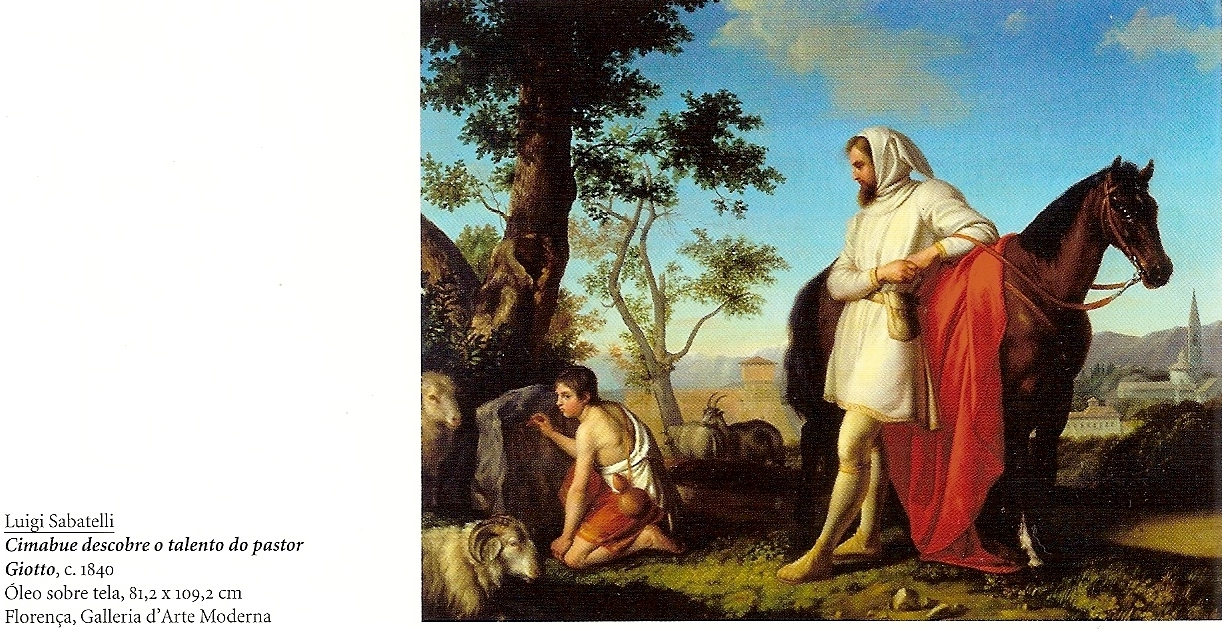 Luigi Sabatelli
Cimabue descobre o talento do pastor
Giotto, c. 1840
Óleo sobre tela, 81,2 x 109,2 cm
Florença, Galleria d'Arte Moderna